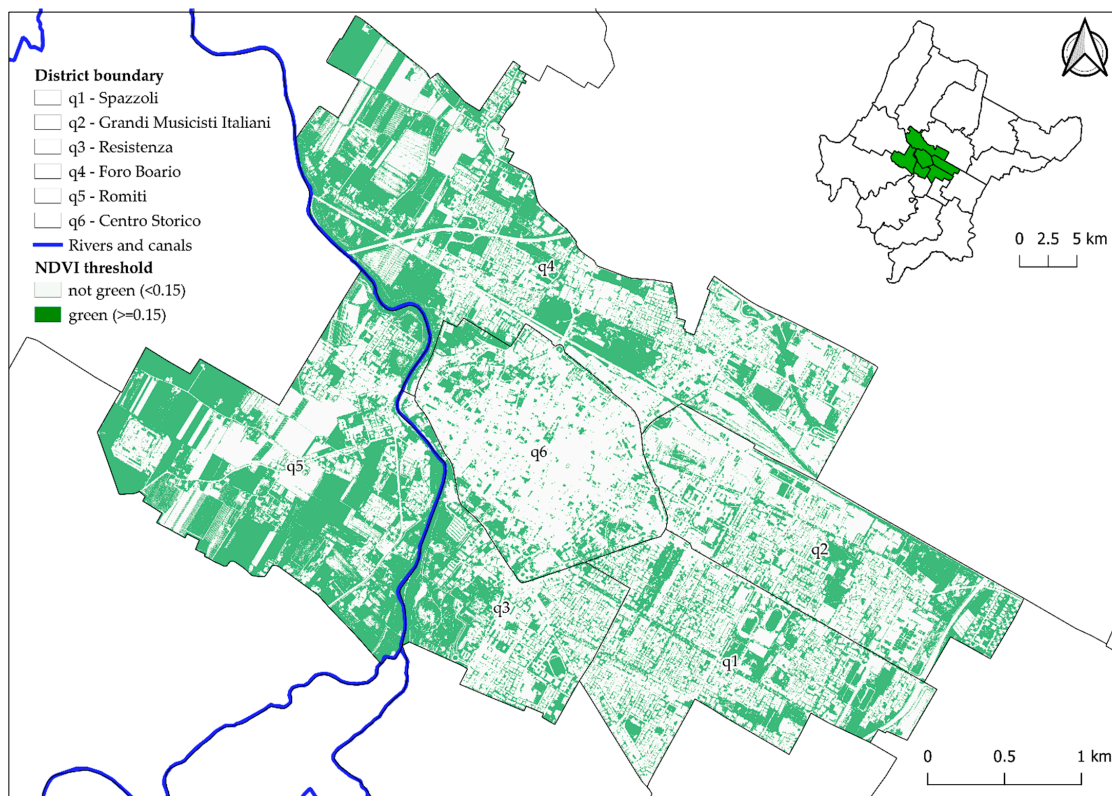 District boundary
q1 - Spazzoli
q2 - Grandi Musicisti Italiani
q3 - Resistenza
q4 - Foro Boario
q5 - Romiti
q6 - Centro Storico
Rivers and canals
NDVI threshold
not green (<0.15)
green (>=0.15)
0 2.5 5 km
q4
q6
q5
q2
q3
q1
0 0.5 1 km